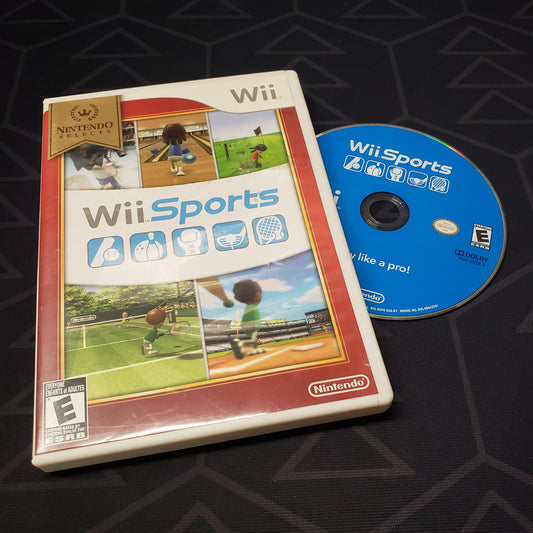 NINTENDO
SELECTS
Wii
Wii Sports
Nintendo
EVERYONE
ENFANTS et ADULTES
E
CONTENT RATED BY
ESRB
Wii Sports
E
DOLBY
y like a pro!
Nintendo